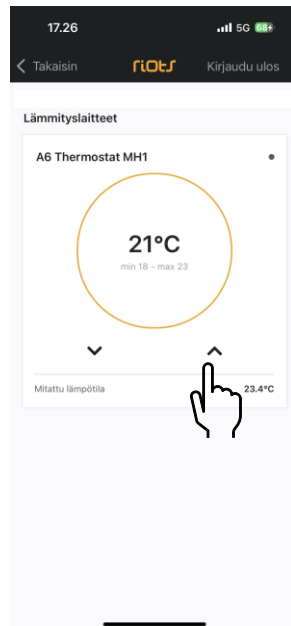 17.26 5G 68
Takaisin riots Kirjaudu ulos
Lämmityslaitteet
A6 Thermostat MH1
21°C
min 18 - max 23
Mitattu lämpötila 23.4°C